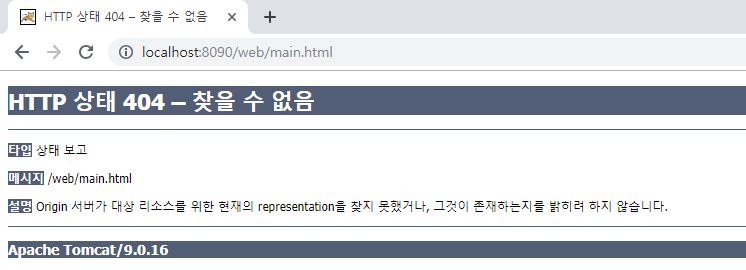 HTTP 상태 404 – 찾을 수 없음
localhost:8090/web/main.html
HTTP 상태 404 – 찾을 수 없음
타입 상태 보고
메시지 /web/main.html
설명 Origin 서버가 대상 리소스를 위한 현재의 representation을 찾지 못했거나, 그것이 존재하는지를 밝히려 하지 않습니다.
Apache Tomcat/9.0.16